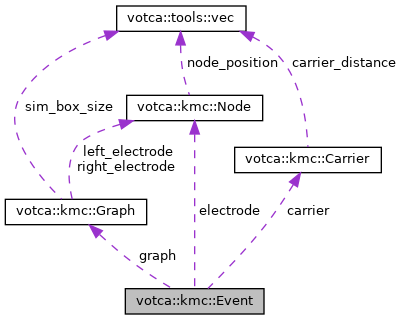 votca::tools::vec
node_position
carrier_distance
sim_box_size
votca::kmc::Node
left_electrode
right_electrode
votca::kmc::Carrier
votca::kmc::Graph
electrode
carrier
graph
votca::kmc::Event